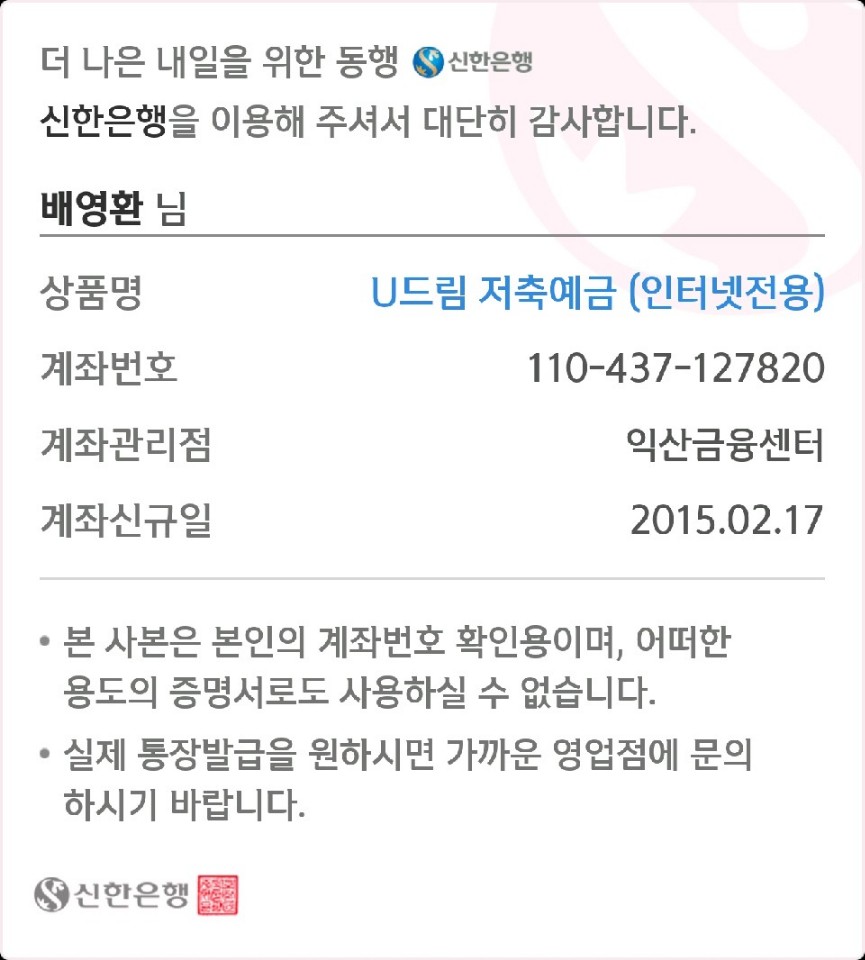 더 나은 내일을 위한 동행 신한은행
신한은행을 이용해 주셔서 대단히 감사합니다.
배영환 님
상품명 U드림 저축예금 (인터넷전용)
계좌번호 110-437-127820
계좌관리점 익산금융센터
계좌신규일 2015.02.17
• 본 사본은 본인의 계좌번호 확인용이며, 어떠한
용도의 증명서로도 사용하실 수 없습니다.
• 실제 통장발급을 원하시면 가까운 영업점에 문의
하시기 바랍니다.
신한은행